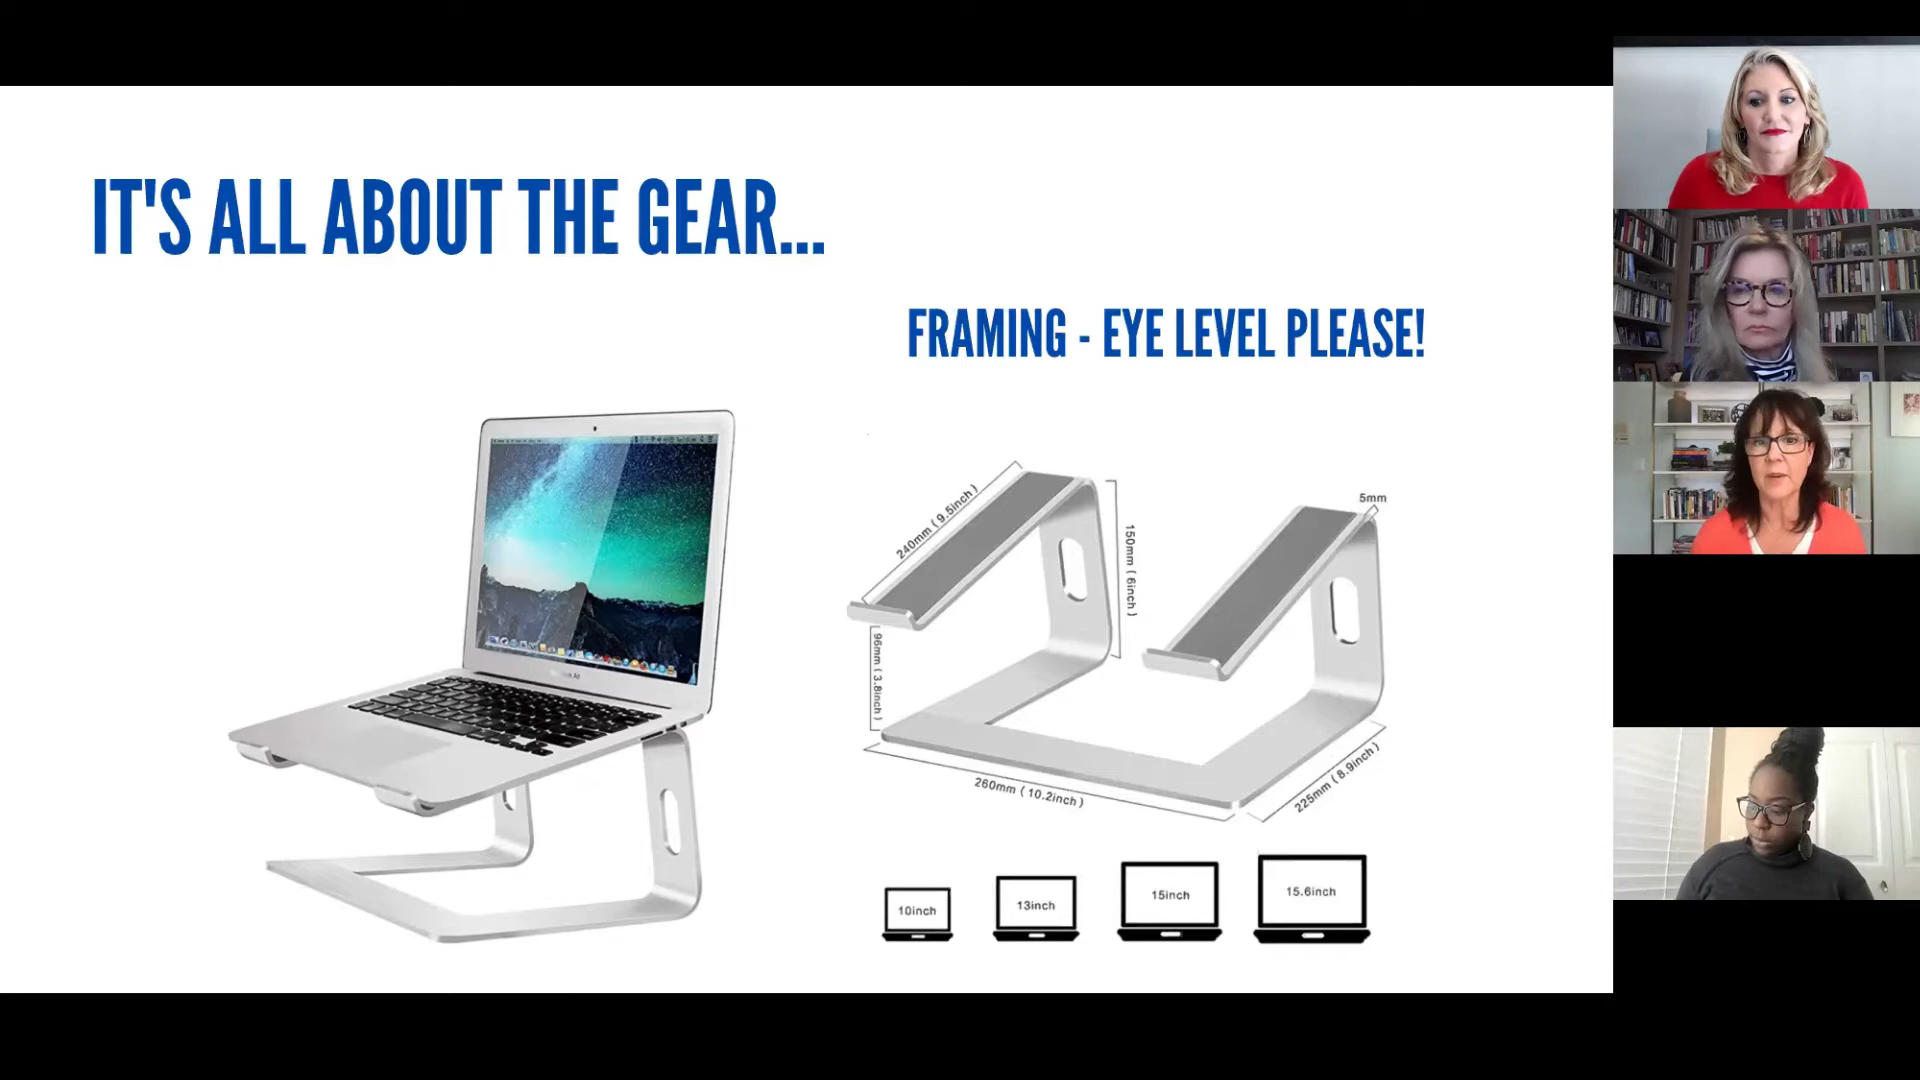 IT'S ALL ABOUT THE GEAR...
FRAMING - EYE LEVEL PLEASE!
240mm ( 9.5inch )
150mm ( 6inch )
5mm
96mm ( 3.8inch )
260mm ( 10.2inch )
225mm ( 8.9inch )
10inch
13inch
15inch
15.6inch